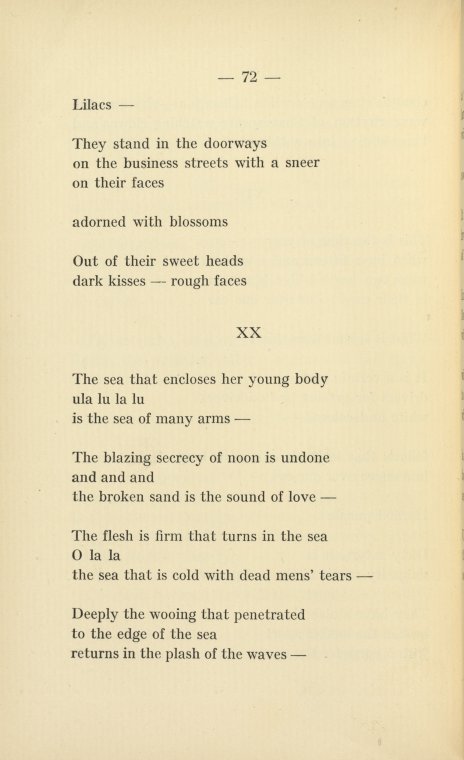 — 72 —
Lilacs —
They stand in the doorways
on the business streets with a sneer
on their faces
adorned with blossoms
Out of their sweet heads
dark kisses — rough faces
XX
The sea that encloses her young body
ula lu la lu
is the sea of many arms —
The blazing secrecy of noon is undone
and and and
the broken sand is the sound of love —
The flesh is firm that turns in the sea
O la la
the sea that is cold with dead mens' tears —
Deeply the wooing that penetrated
to the edge of the sea
returns in the plash of the waves —